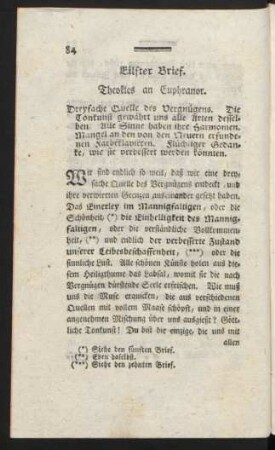 84
Eilfter Brief.
Theokles an Euphranor.
Dreyfache Quelle des Vergnügens. Die
Tonkunst gewährt uns alle Arten dessel-
ben. Alle Sinne haben ihre Harmonien.
Mangel an den von den Neuern erfunde-
nen Farbeklavieren. Flüchtiger Gedan-
ke, wie sie verbessert werden könnten.
Wir sind endlich so weit, daß wir eine drey-
fache Quelle des Vergnügens entdeckt, und
ihre verwirrten Grenzen auseinander gesetzt haben.
Das Einerley im Mannigfaltigen, oder die
Schönheit, (*) die Einhelligkeit des Mannig-
faltigen, oder die verständliche Vollkommen-
heit, (**) und endlich der verbesserte Zustand
unserer Leibesbeschaffenheit, (***) oder die
sinnliche Lust. Alle schönen Künste holen aus die-
sem Heiligthume das Labsal, womit sie die nach
Vergnügen dürstende Seele erfrischen. Wie muß
uns die Muse erquicken, die aus verschiedenen
Quellen mit vollem Maaße schöpft, und in einer
angenehmen Mischung über uns ausgießt? Gött-
liche Tonkunst! Du bist die einzige, die uns mit
allen
(*) Siehe den fünften Brief.
(**) Eben daselbst.
(***) Siehe den zehnten Brief.